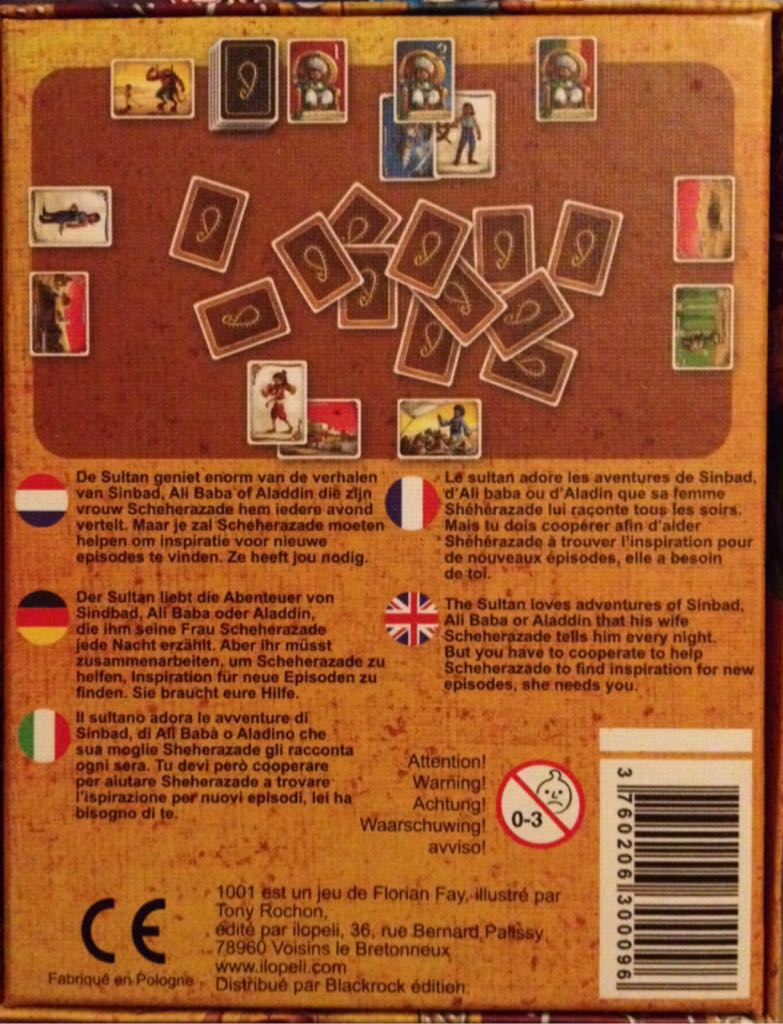 1
2
De Sultan geniet enorm van de verhalen
van Sinbad, Ali Baba of Aladdin die zijn
vrouw Scheherazade hem iedere avond
vertelt. Maar je zal Scheherazade moeten
helpen om inspiratie voor nieuwe
episodes te vinden. Ze heeft jou nodig.
Le sultan adore les aventures de Sinbad,
d'Ali baba ou d'Aladin que sa femme
Shéhérazade lui raconte tous les soirs.
Mais tu dois coopérer afin d'aider
Shéhérazade à trouver l'inspiration pour
de nouveaux épisodes, elle a besoin
de toi.
Der Sultan liebt die Abenteuer von
Sindbad, Ali Baba oder Aladdin,
die ihm seine Frau Scheherazade
jede Nacht erzählt. Aber ihr müsst
zusammenarbeiten, um Scheherazade zu
helfen, Inspiration für neue Episoden zu
finden. Sie braucht eure Hilfe.
The Sultan loves adventures of Sinbad,
Ali Baba or Aladdin that his wife
Scheherazade tells him every night.
But you have to cooperate to help
Scheherazade to find inspiration for new
episodes, she needs you.
Il sultano adora le avventure di
Sinbad, di Alì Babà o Aladino che
sua moglie Sheherazade gli racconta
ogni sera. Tu devi però cooperare
per aiutare Sheherazade a trovare
l'ispirazione per nuovi episodi, lei ha
bisogno di te.
Attention!
Warning!
Achtung!
Waarschuwing!
avviso!
0-3
3 760206 300096
CE
Fabriqué en Pologne
1001 est un jeu de Florian Fay, illustré par
Tony Rochon,
édité par ilopeli, 36, rue Bernard Palissy
78960 Voisins le Bretonneux
www.ilopeli.com
Distribué par Blackrock édition.